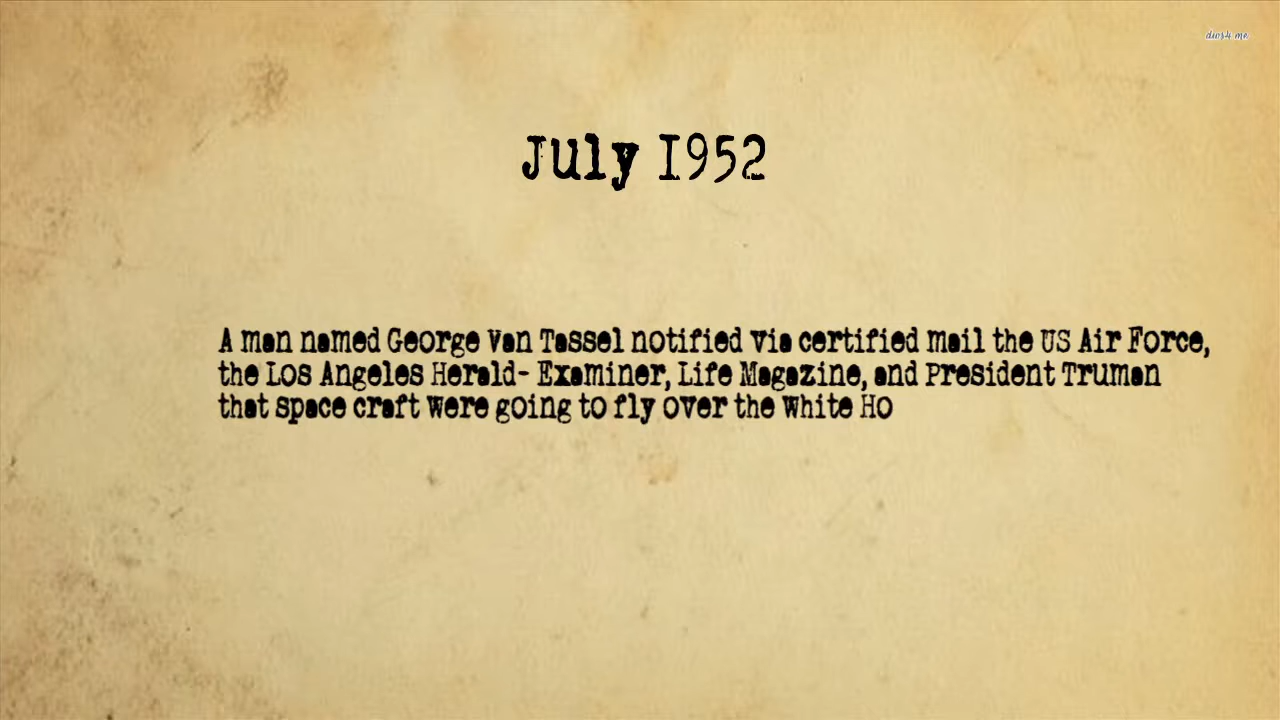 July 1952
A man named George Van Tassel notified via certified mail the US Air Force,
the Los Angeles Herald- Examiner, Life Magazine, and President Truman
that space craft were going to fly over the White Ho